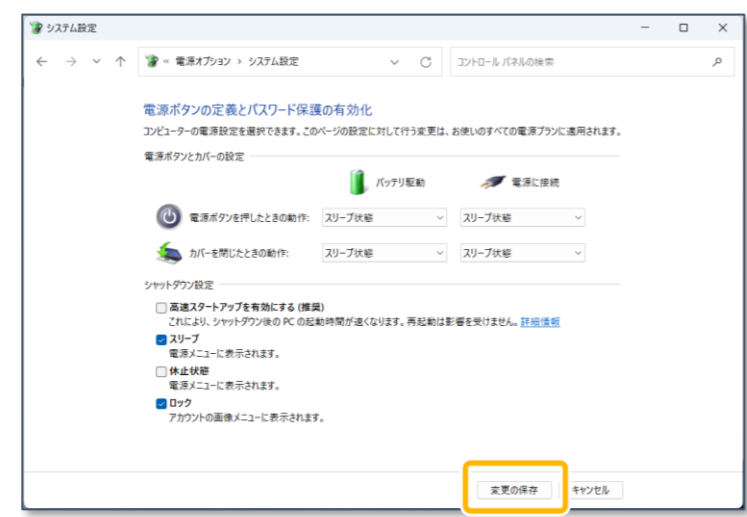 システム設定
« 電源オプション › システム設定
コントロール パネルの検索
電源ボタンの定義とパスワード保護の有効化
コンピューターの電源設定を選択できます。このページの設定に対して行う変更は、お使いのすべての電源プランに適用されます。
電源ボタンとカバーの設定
バッテリ駆動 電源に接続
電源ボタンを押したときの動作: スリープ状態 スリープ状態
カバーを閉じたときの動作: スリープ状態 スリープ状態
シャットダウン設定
高速スタートアップを有効にする (推奨)
これにより、シャットダウン後の PC の起動時間が速くなります。再起動は影響を受けません。詳細情報
スリープ
電源メニューに表示されます。
休止状態
電源メニューに表示されます。
ロック
アカウントの画像メニューに表示されます。
変更の保存 キャンセル